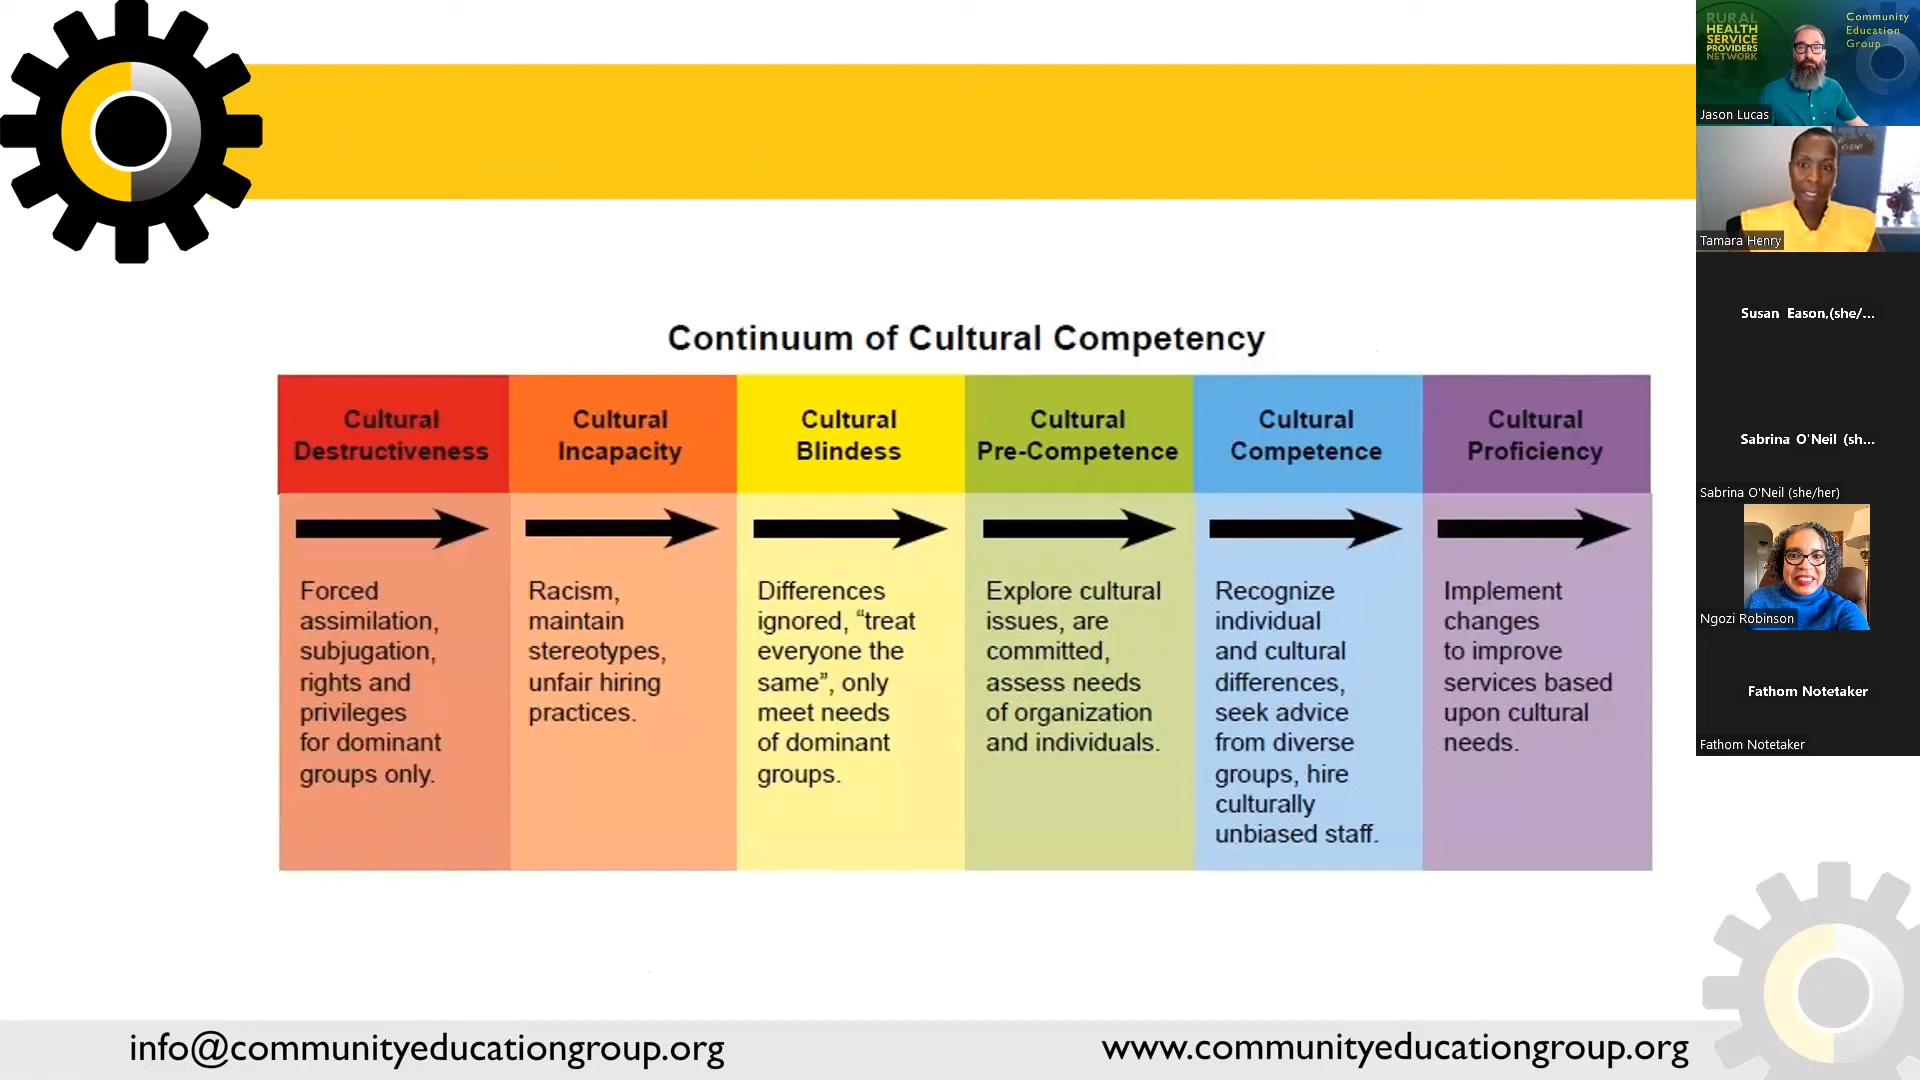 Continuum of Cultural Competency
Cultural
Destructiveness
Cultural
Incapacity
Cultural
Blindess
Cultural
Pre-Competence
Cultural
Competence
Cultural
Proficiency
Forced
assimilation,
subjugation,
rights and
privileges
for dominant
groups only.
Racism,
maintain
stereotypes,
unfair hiring
practices.
Differences
ignored, “treat
everyone the
same”, only
meet needs
of dominant
groups.
Explore cultural
issues, are
committed,
assess needs
of organization
and individuals.
Recognize
individual
and cultural
differences,
seek advice
from diverse
groups, hire
culturally
unbiased staff.
Implement
changes
to improve
services based
upon cultural
needs.
info@communityeducationgroup.org
www.communityeducationgroup.org
RURAL
HEALTH
SERVICE
PROVIDERS
NETWORK
Community
Education
Group
Jason Lucas
Tamara Henry
Susan Eason,(she/...
Sabrina O'Neil (sh...
Sabrina O'Neil (she/her)
Ngozi Robinson
Fathom Notetaker
Fathom Notetaker